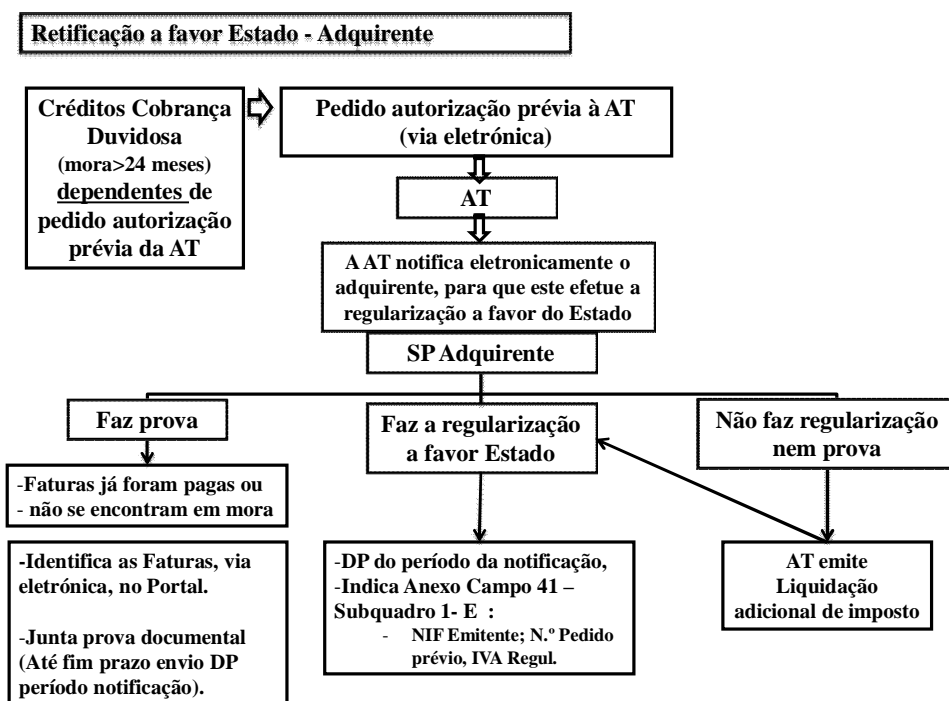 Retificação a favor Estado - Adquirente
Créditos Cobrança
Duvidosa
(mora>24 meses)
dependentes de
pedido autorização
prévia da AT
Pedido autorização prévia à AT
(via eletrónica)
AT
A AT notifica eletronicamente o
adquirente, para que este efetue a
regularização a favor do Estado
SP Adquirente
Faz prova
-Faturas já foram pagas ou
- não se encontram em mora
-Identifica as Faturas, via
eletrónica, no Portal.
-Junta prova documental
(Até fim prazo envio DP
período notificação).
Faz a regularização
a favor Estado
-DP do período da notificação,
-Indica Anexo Campo 41 –
Subquadro 1- E :
- NIF Emitente; N.º Pedido
prévio, IVA Regul.
Não faz regularização
nem prova
AT emite
Liquidação
adicional de imposto